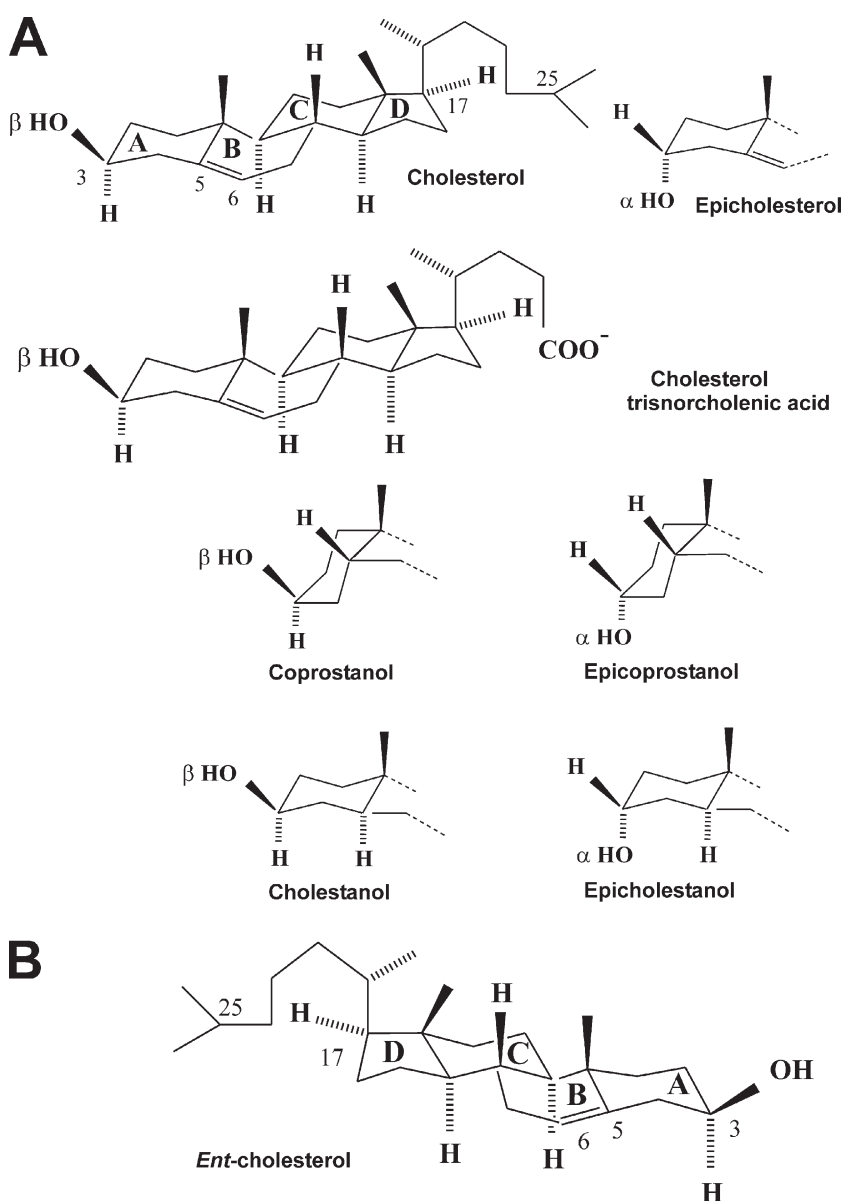 A
H
H
25
β HO
C
D
17
H
A
B
α HO
Epicholesterol
3
5
6
Cholesterol
H
H
H
H
H
β HO
COO-
Cholesterol
trisnorcholenic acid
H
H
H
H
H
β HO
H
H
α HO
Coprostanol
Epicoprostanol
β HO
H
H
H
α HO
H
Cholestanol
Epicholestanol
B
25
H
H
17
D
C
A
OH
B
3
6
5
H
H
H
Ent-cholesterol